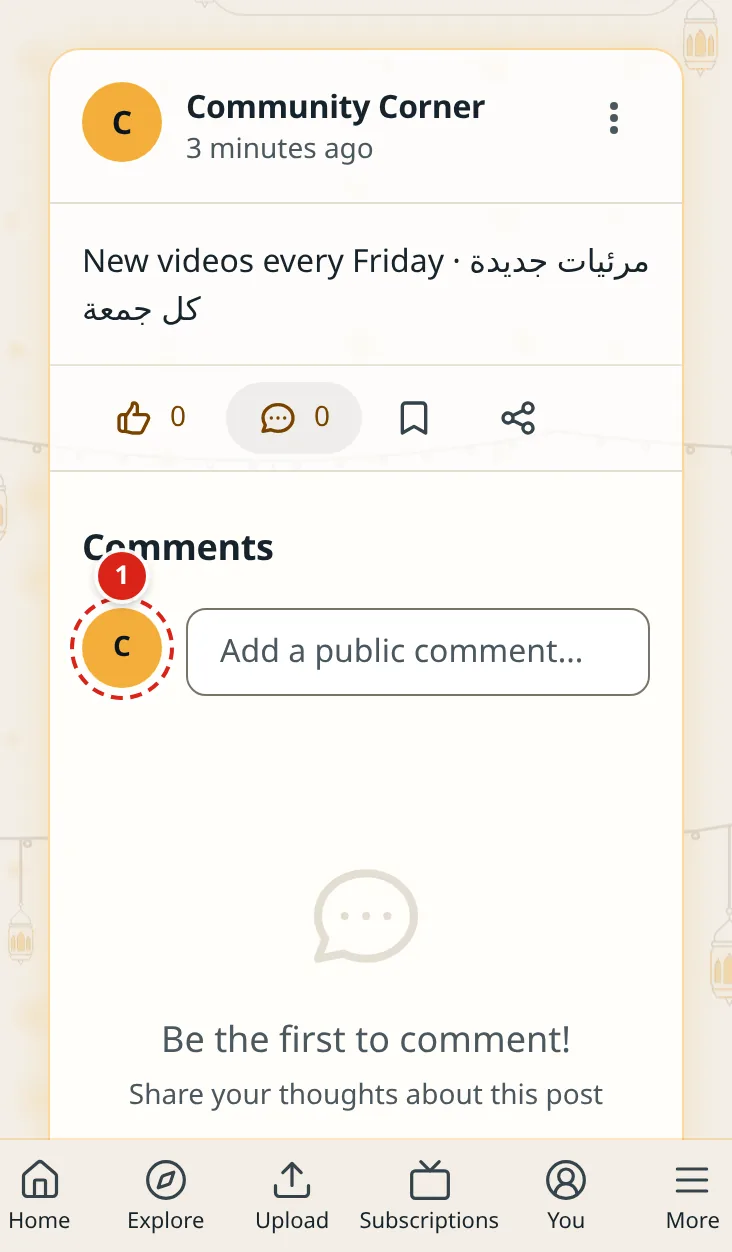 C
Community Corner
3 minutes ago
New videos every Friday · مرئيات جديدة
كل جمعة
0
0
Comments
1
C
Add a public comment...
Be the first to comment!
Share your thoughts about this post
Home
Explore
Upload
Subscriptions
You
More